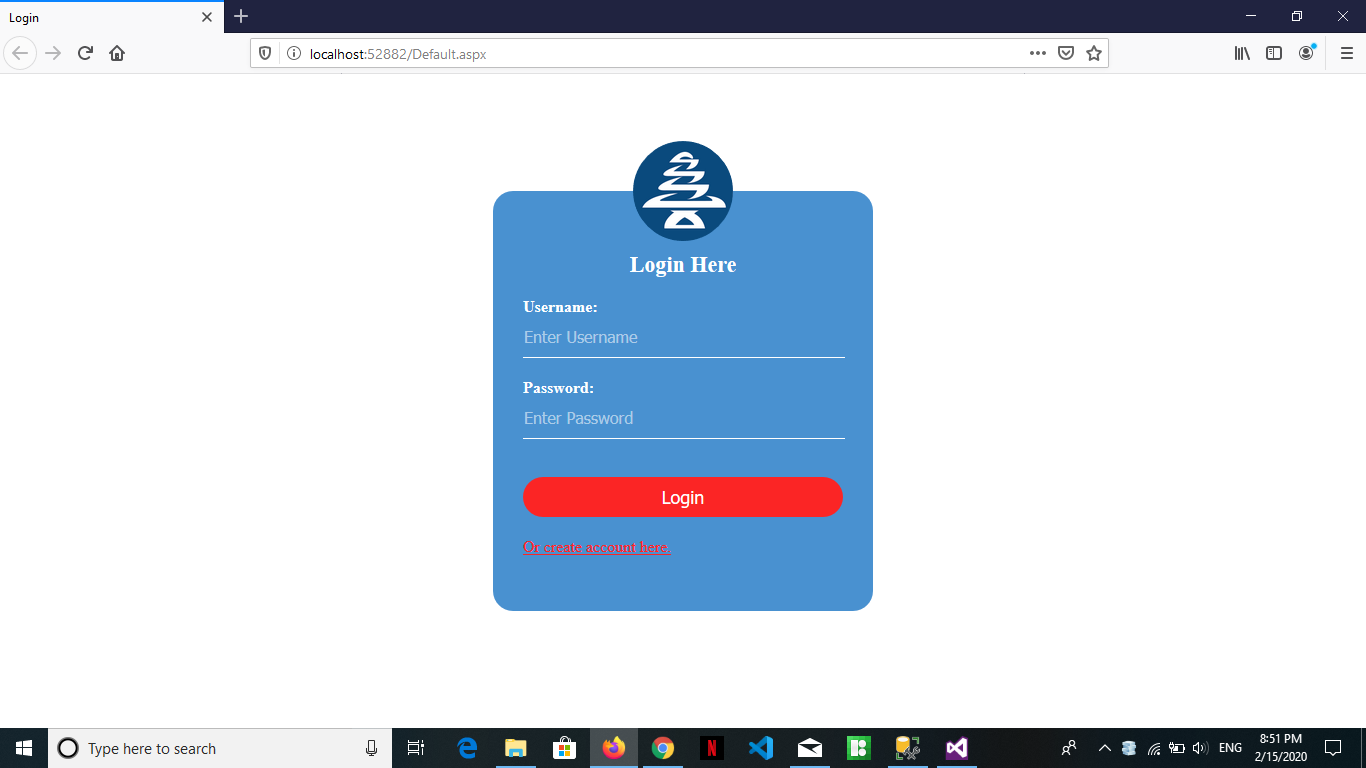 Login
localhost:52882/Default.aspx
Login Here
Username:
Enter Username
Password:
Enter Password
Login
Or create account here.
Type here to search
ENG
8:51 PM
2/15/2020